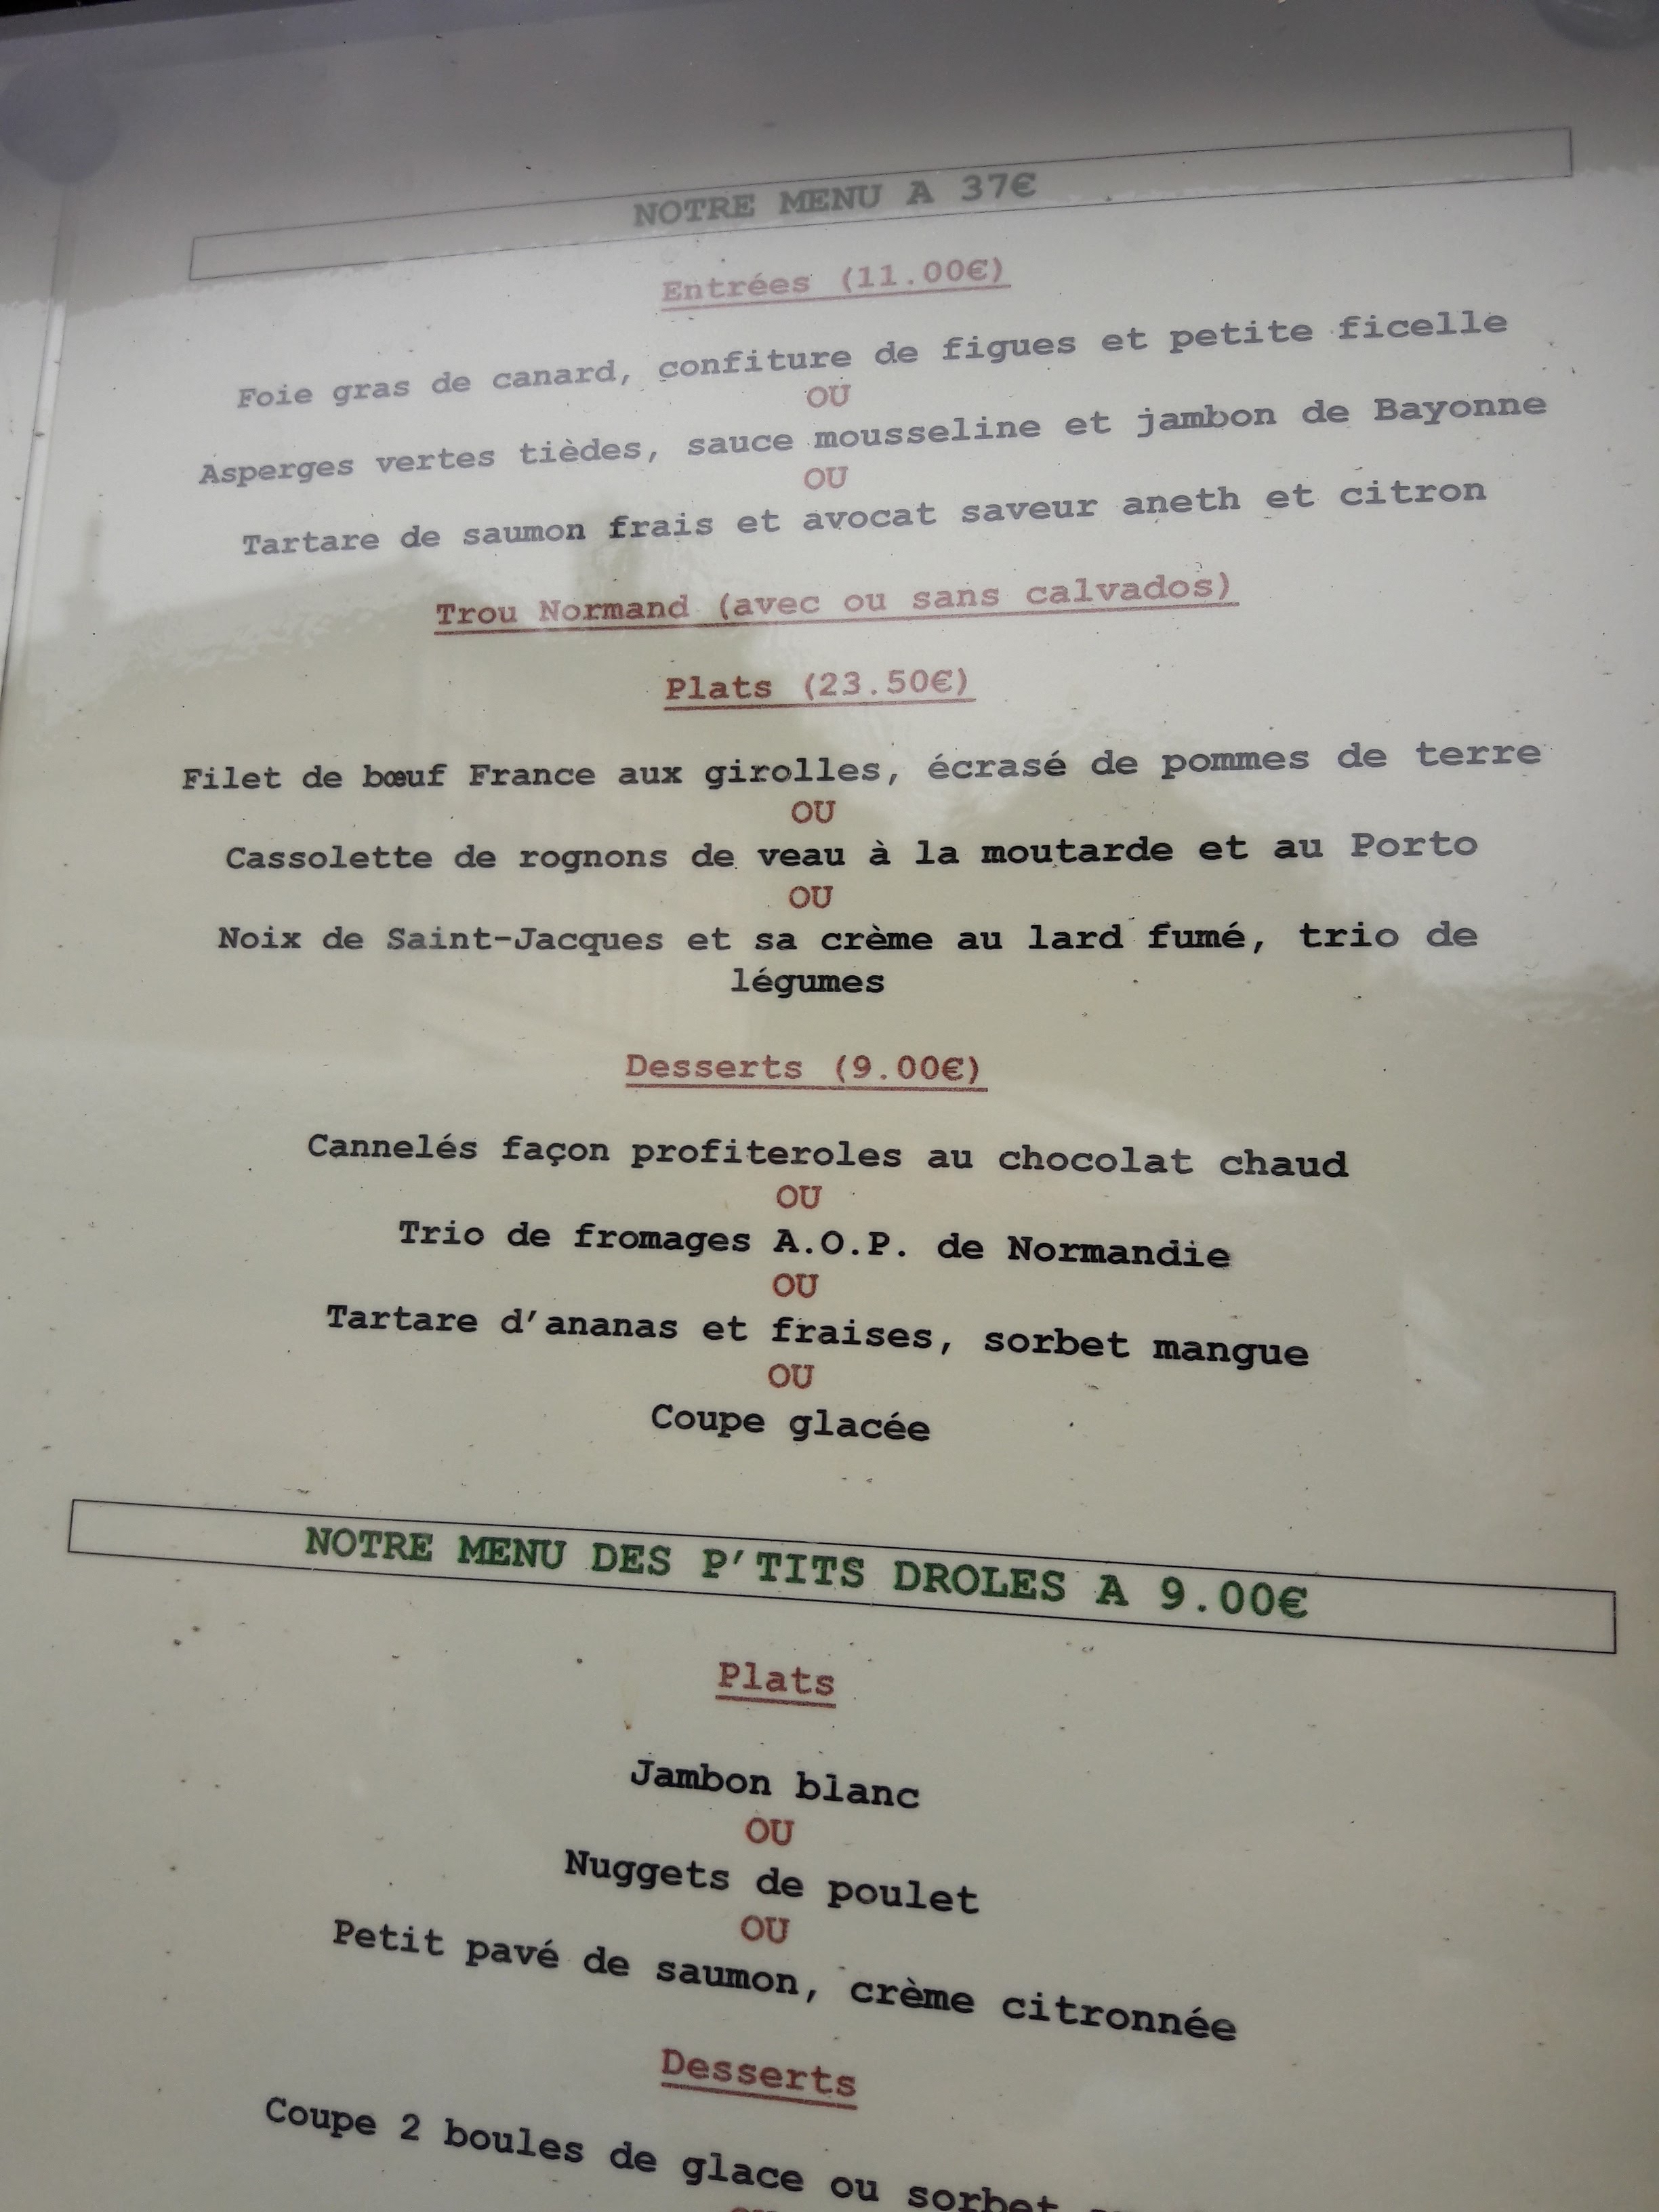 NOTRE MENU A 37€
Entrées (11.00€)
Foie gras de canard, confiture de figues et petite ficelle
OU
Asperges vertes tièdes, sauce mousseline et jambon de Bayonne
OU
Tartare de saumon frais et avocat saveur aneth et citron
Trou Normand (avec ou sans calvados)
Plats (23.50€)
Filet de bœuf France aux girolles, écrasé de pommes de terre
OU
Cassolette de rognons de veau à la moutarde et au Porto
OU
Noix de Saint-Jacques et sa crème au lard fumé, trio de
légumes
Desserts (9.00€)
Cannelés façon profiteroles au chocolat chaud
OU
Trio de fromages A.O.P. de Normandie
OU
Tartare d'ananas et fraises, sorbet mangue
OU
Coupe glacée
NOTRE MENU DES P'TITS DROLES A 9.00€
Plats
Jambon blanc
OU
Nuggets de poulet
OU
Petit pavé de saumon, crème citronnée
Desserts
Coupe 2 boules de glace ou sorbet